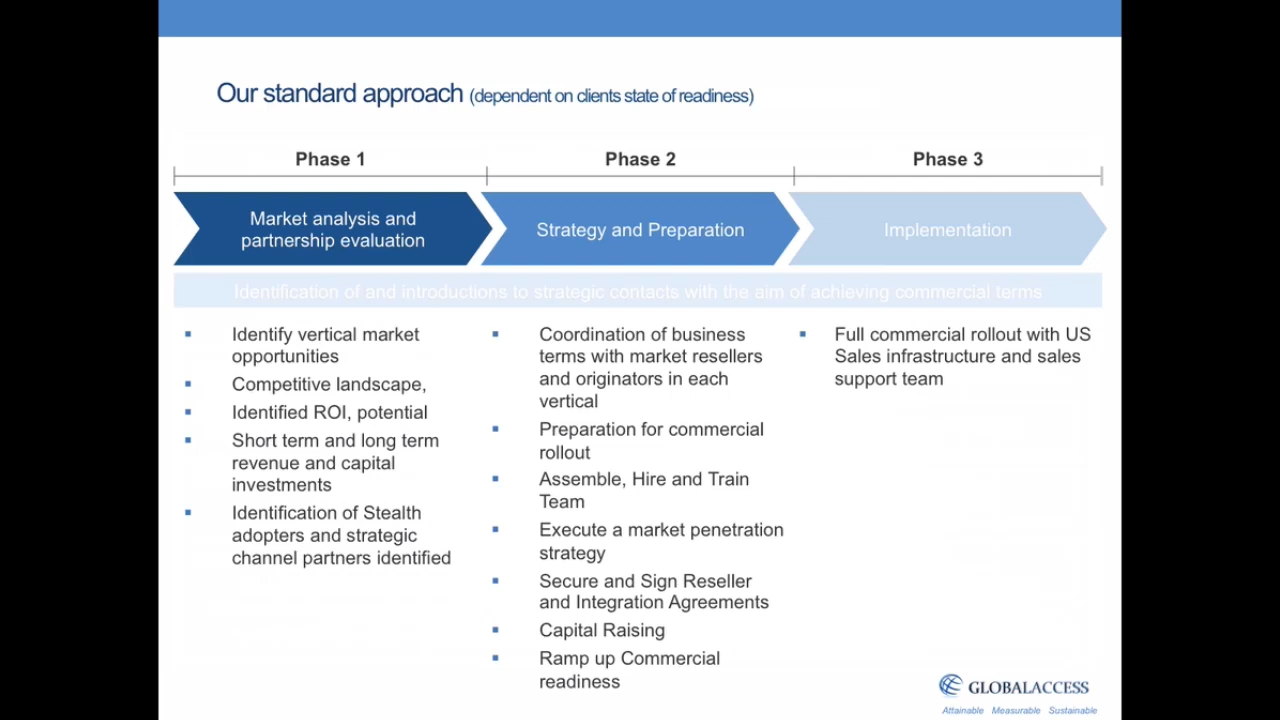 Our standard approach (dependent on clients state of readiness)
Phase 1
Phase 2
Phase 3
Market analysis and
partnership evaluation
Strategy and Preparation
Implementation
Identification of and introductions to strategic contacts with the aim of achieving commercial terms
Identify vertical market
opportunities
Competitive landscape,
Identified ROI, potential
Short term and long term
revenue and capital
investments
Identification of Stealth
adopters and strategic
channel partners identified
Coordination of business
terms with market resellers
and originators in each
vertical
Preparation for commercial
rollout
Assemble, Hire and Train
Team
Execute a market penetration
strategy
Secure and Sign Reseller
and Integration Agreements
Capital Raising
Ramp up Commercial
readiness
Full commercial rollout with US
Sales infrastructure and sales
support team
GLOBALACCESS
Attainable Measurable Sustainable